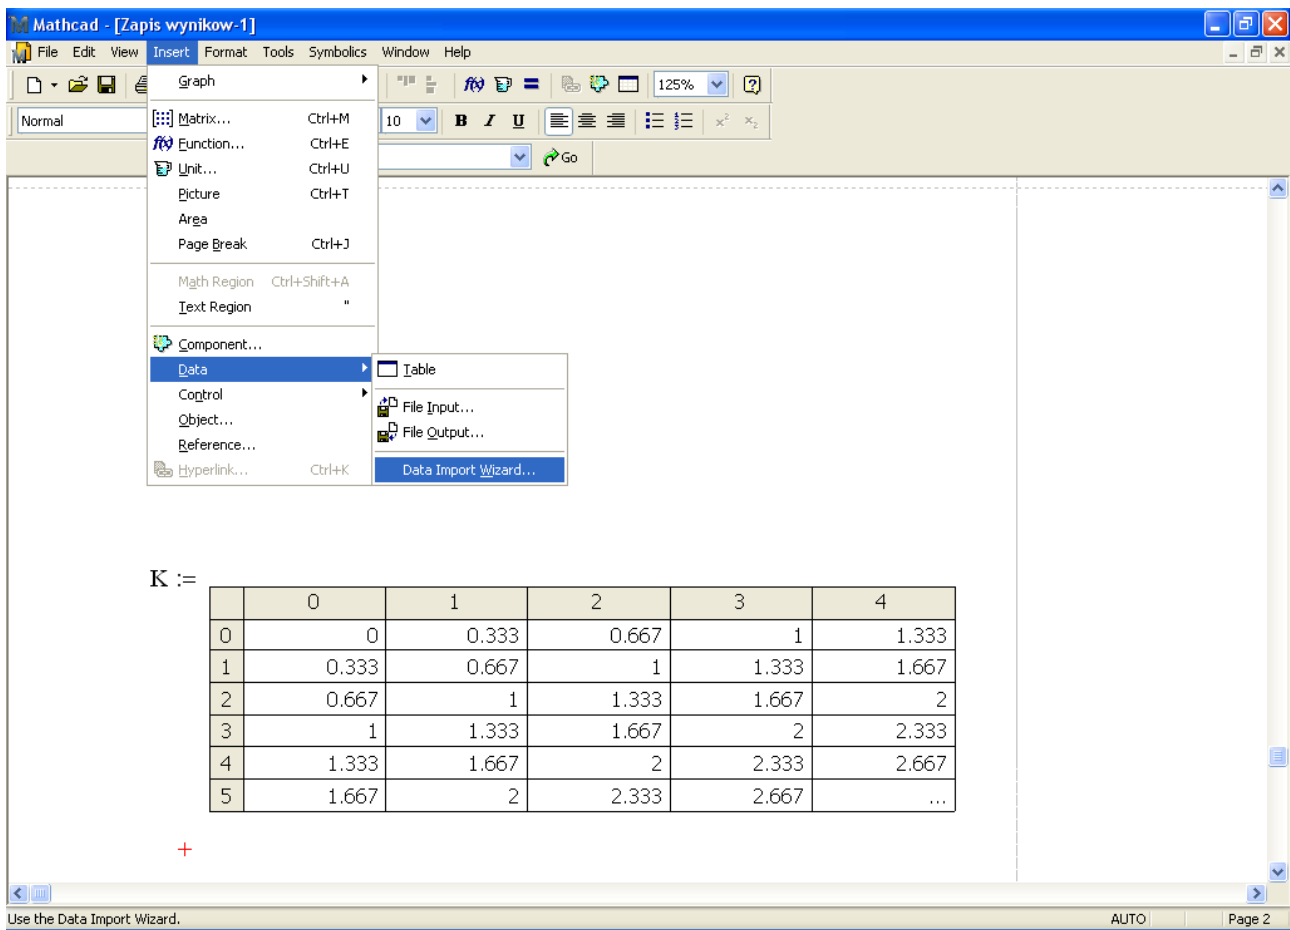 Mathcad - [Zapis wynikow-1]
File Edit View Insert Format Tools Symbolics Window Help
Graph
f(x) =
125%
Normal
Matrix... Ctrl+M
10 B I U x² x₂
f(x) Function... Ctrl+E
Go
Unit... Ctrl+U
Picture Ctrl+T
Area
Page Break Ctrl+J
Math Region Ctrl+Shift+A
Text Region "
Component...
Data
Table
Control
File Input...
Object...
File Output...
Reference...
Hyperlink... Ctrl+K
Data Import Wizard...
K :=
0 1 2 3 4
0 0 0.333 0.667 1 1.333
1 0.333 0.667 1 1.333 1.667
2 0.667 1 1.333 1.667 2
3 1 1.333 1.667 2 2.333
4 1.333 1.667 2 2.333 2.667
5 1.667 2 2.333 2.667 ...
+
Use the Data Import Wizard. AUTO Page 2